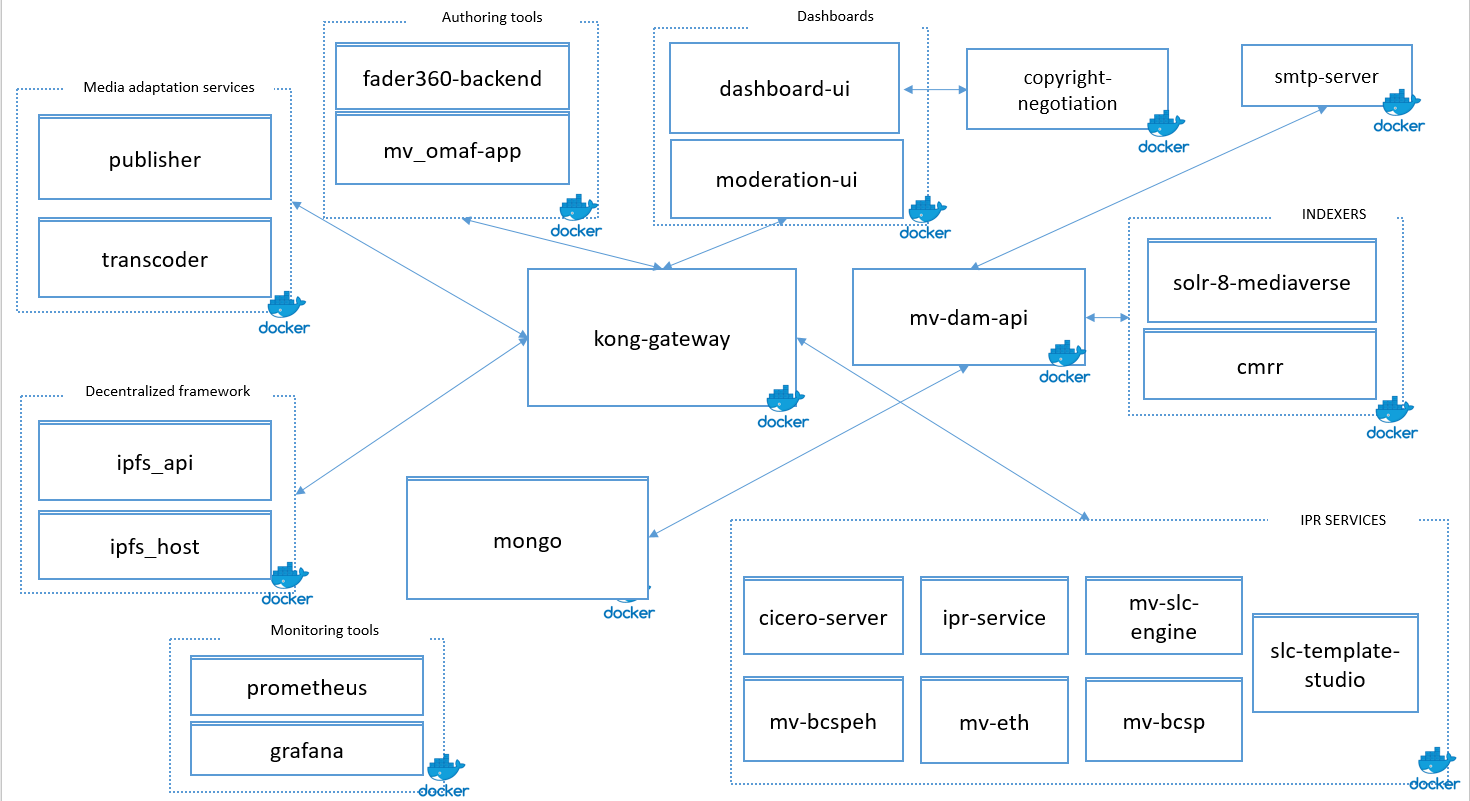 Authoring tools
fader360-backend
mv_omaf-app
docker
Dashboards
dashboard-ui
moderation-ui
docker
copyright-
negotiation
docker
smtp-server
docker
Media adaptation services
publisher
transcoder
docker
kong-gateway
docker
mv-dam-api
docker
INDEXERS
solr-8-mediaverse
cmrr
docker
Decentralized framework
ipfs_api
ipfs_host
docker
mongo
docker
IPR SERVICES
cicero-server
ipr-service
mv-slc-
engine
slc-template-
studio
mv-bcspeh
mv-eth
mv-bcsp
docker
Monitoring tools
prometheus
grafana
docker